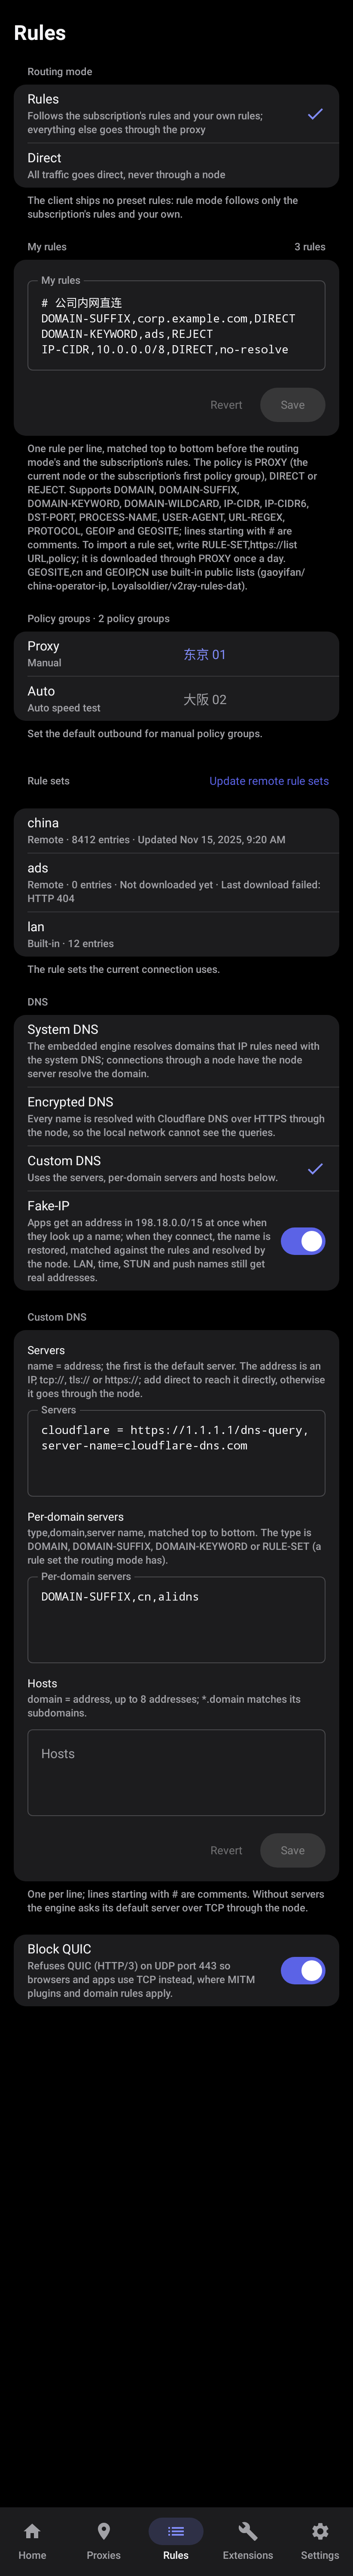 Rules
Routing mode
Rules
Follows the subscription's rules and your own rules;
everything else goes through the proxy
Direct
All traffic goes direct, never through a node
The client ships no preset rules: rule mode follows only the
subscription's rules and your own.
My rules 3 rules
My rules
# 公司内网直连
DOMAIN-SUFFIX,corp.example.com,DIRECT
DOMAIN-KEYWORD,ads,REJECT
IP-CIDR,10.0.0.0/8,DIRECT,no-resolve
Revert Save
One rule per line, matched top to bottom before the routing
mode's and the subscription's rules. The policy is PROXY (the
current node or the subscription's first policy group), DIRECT or
REJECT. Supports DOMAIN, DOMAIN-SUFFIX,
DOMAIN-KEYWORD, DOMAIN-WILDCARD, IP-CIDR, IP-CIDR6,
DST-PORT, PROCESS-NAME, USER-AGENT, URL-REGEX,
PROTOCOL, GEOIP and GEOSITE; lines starting with # are
comments. To import a rule set, write RULE-SET,https://list
URL,policy; it is downloaded through PROXY once a day.
GEOSITE,cn and GEOIP,CN use built-in public lists (gaoyifan/
china-operator-ip, Loyalsoldier/v2ray-rules-dat).
Policy groups · 2 policy groups
Proxy
Manual
东京 01
Auto
Auto speed test
大阪 02
Set the default outbound for manual policy groups.
Rule sets Update remote rule sets
china
Remote · 8412 entries · Updated Nov 15, 2025, 9:20 AM
ads
Remote · 0 entries · Not downloaded yet · Last download failed:
HTTP 404
lan
Built-in · 12 entries
The rule sets the current connection uses.
DNS
System DNS
The embedded engine resolves domains that IP rules need with
the system DNS; connections through a node have the node
server resolve the domain.
Encrypted DNS
Every name is resolved with Cloudflare DNS over HTTPS through
the node, so the local network cannot see the queries.
Custom DNS
Uses the servers, per-domain servers and hosts below.
Fake-IP
Apps get an address in 198.18.0.0/15 at once when
they look up a name; when they connect, the name is
restored, matched against the rules and resolved by
the node. LAN, time, STUN and push names still get
real addresses.
Custom DNS
Servers
name = address; the first is the default server. The address is an
IP, tcp://, tls:// or https://; add direct to reach it directly, otherwise
it goes through the node.
Servers
cloudflare = https://1.1.1.1/dns-query,
server-name=cloudflare-dns.com
Per-domain servers
type,domain,server name, matched top to bottom. The type is
DOMAIN, DOMAIN-SUFFIX, DOMAIN-KEYWORD or RULE-SET (a
rule set the routing mode has).
Per-domain servers
DOMAIN-SUFFIX,cn,alidns
Hosts
domain = address, up to 8 addresses; *.domain matches its
subdomains.
Hosts
Revert Save
One per line; lines starting with # are comments. Without servers
the engine asks its default server over TCP through the node.
Block QUIC
Refuses QUIC (HTTP/3) on UDP port 443 so
browsers and apps use TCP instead, where MITM
plugins and domain rules apply.
Home Proxies Rules Extensions Settings